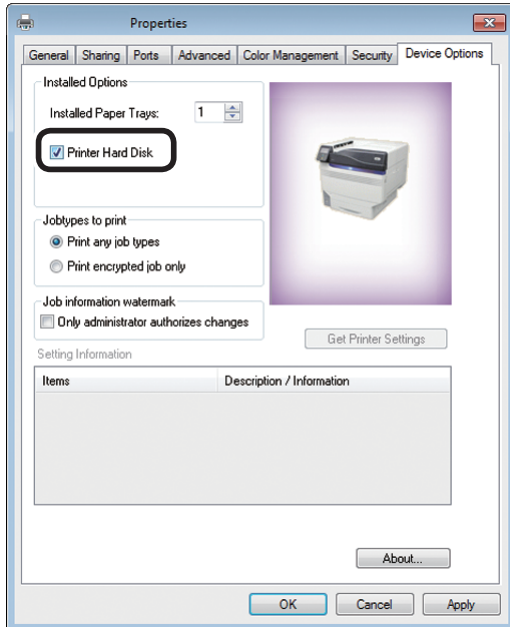 Properties
General Sharing Ports Advanced Color Management Security Device Options
Installed Options
Installed Paper Trays: 1
Printer Hard Disk
Jobtypes to print
Print any job types
Print encrypted job only
Job information watermark
Only administrator authorizes changes
Get Printer Settings
Setting Information
Items Description / Information
About...
OK Cancel Apply